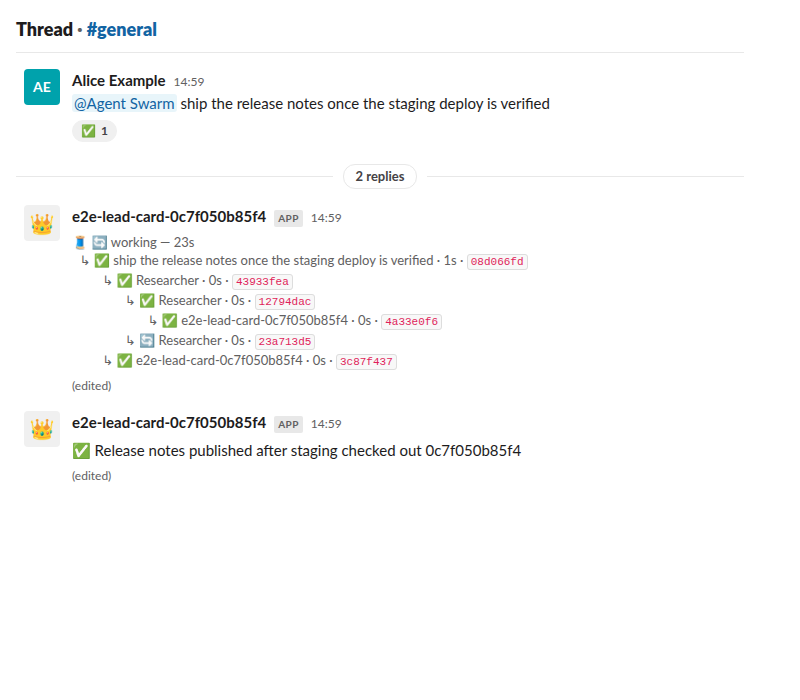 Thread • #general
AE
Alice Example 14:59
@Agent Swarm ship the release notes once the staging deploy is verified
✅ 1
2 replies
e2e-lead-card-0c7f050b85f4 APP 14:59
🧵 🔄 working — 23s
↳ ✅ ship the release notes once the staging deploy is verified · 1s · 08d066fd
↳ ✅ Researcher · 0s · 43933fea
↳ ✅ Researcher · 0s · 12794dac
↳ ✅ e2e-lead-card-0c7f050b85f4 · 0s · 4a33e0f6
↳ 🔄 Researcher · 0s · 23a713d5
↳ ✅ e2e-lead-card-0c7f050b85f4 · 0s · 3c87f437
(edited)
e2e-lead-card-0c7f050b85f4 APP 14:59
✅ Release notes published after staging checked out 0c7f050b85f4
(edited)